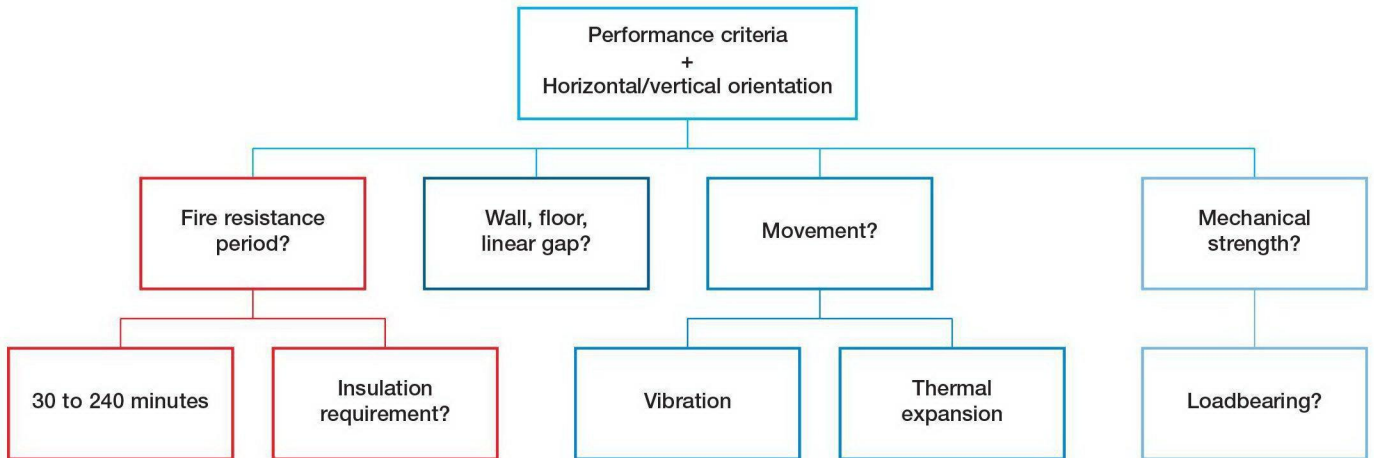 Performance criteria
+
Horizontal/vertical orientation
Fire resistance
period?
Wall, floor,
linear gap?
Movement?
Mechanical
strength?
30 to 240 minutes
Insulation
requirement?
Vibration
Thermal
expansion
Loadbearing?